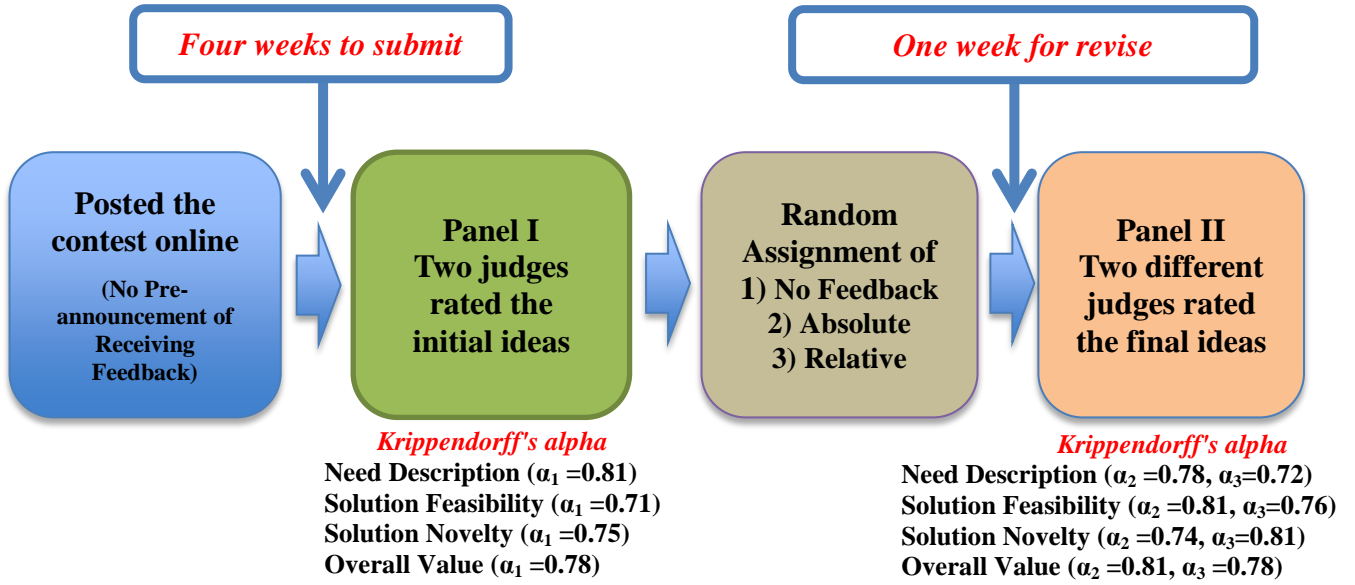 Four weeks to submit
One week for revise
Posted the
contest online
(No Pre-
announcement of
Receiving
Feedback)
Panel I
Two judges
rated the
initial ideas
Random
Assignment of
1) No Feedback
2) Absolute
3) Relative
Panel II
Two different
judges rated
the final ideas
Krippendorff's alpha
Need Description (α₁ =0.81)
Solution Feasibility (α₁ =0.71)
Solution Novelty (α₁ =0.75)
Overall Value (α₁ =0.78)
Krippendorff's alpha
Need Description (α₂ =0.78, α₃=0.72)
Solution Feasibility (α₂ =0.81, α₃=0.76)
Solution Novelty (α₂ =0.74, α₃=0.81)
Overall Value (α₂ =0.81, α₃ =0.78)